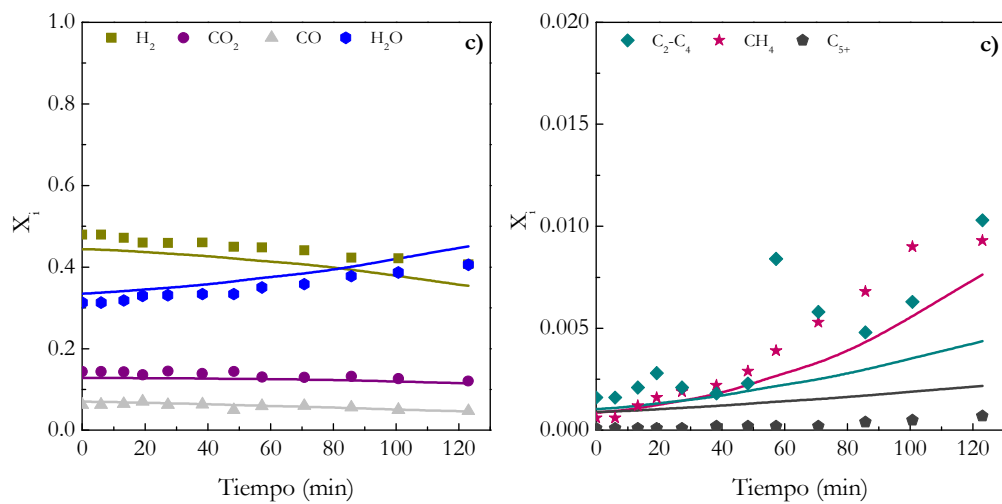 1.0
0.8
0.6
0.4
0.2
0.0
H₂ CO₂ CO H₂O c)
Xᵢ
0 20 40 60 80 100 120
Tiempo (min)
0.020
0.015
0.010
0.005
0.000
C₂-C₄ CH₄ C₅₊ c)
Xᵢ
0 20 40 60 80 100 120
Tiempo (min)